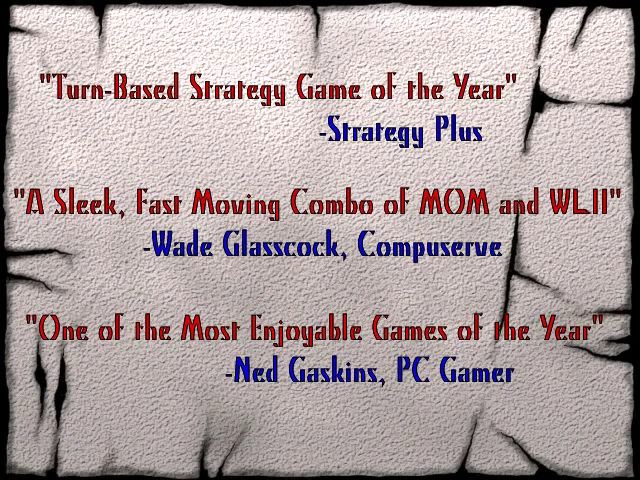 "Turn-Based Strategy Game of the Year"
-Strategy Plus
"A Sleek, Fast Moving Combo of MOM and WLII"
-Wade Glasscock, Compuserve
"One of the Most Enjoyable Games of the Year"
-Ned Gaskins, PC Gamer